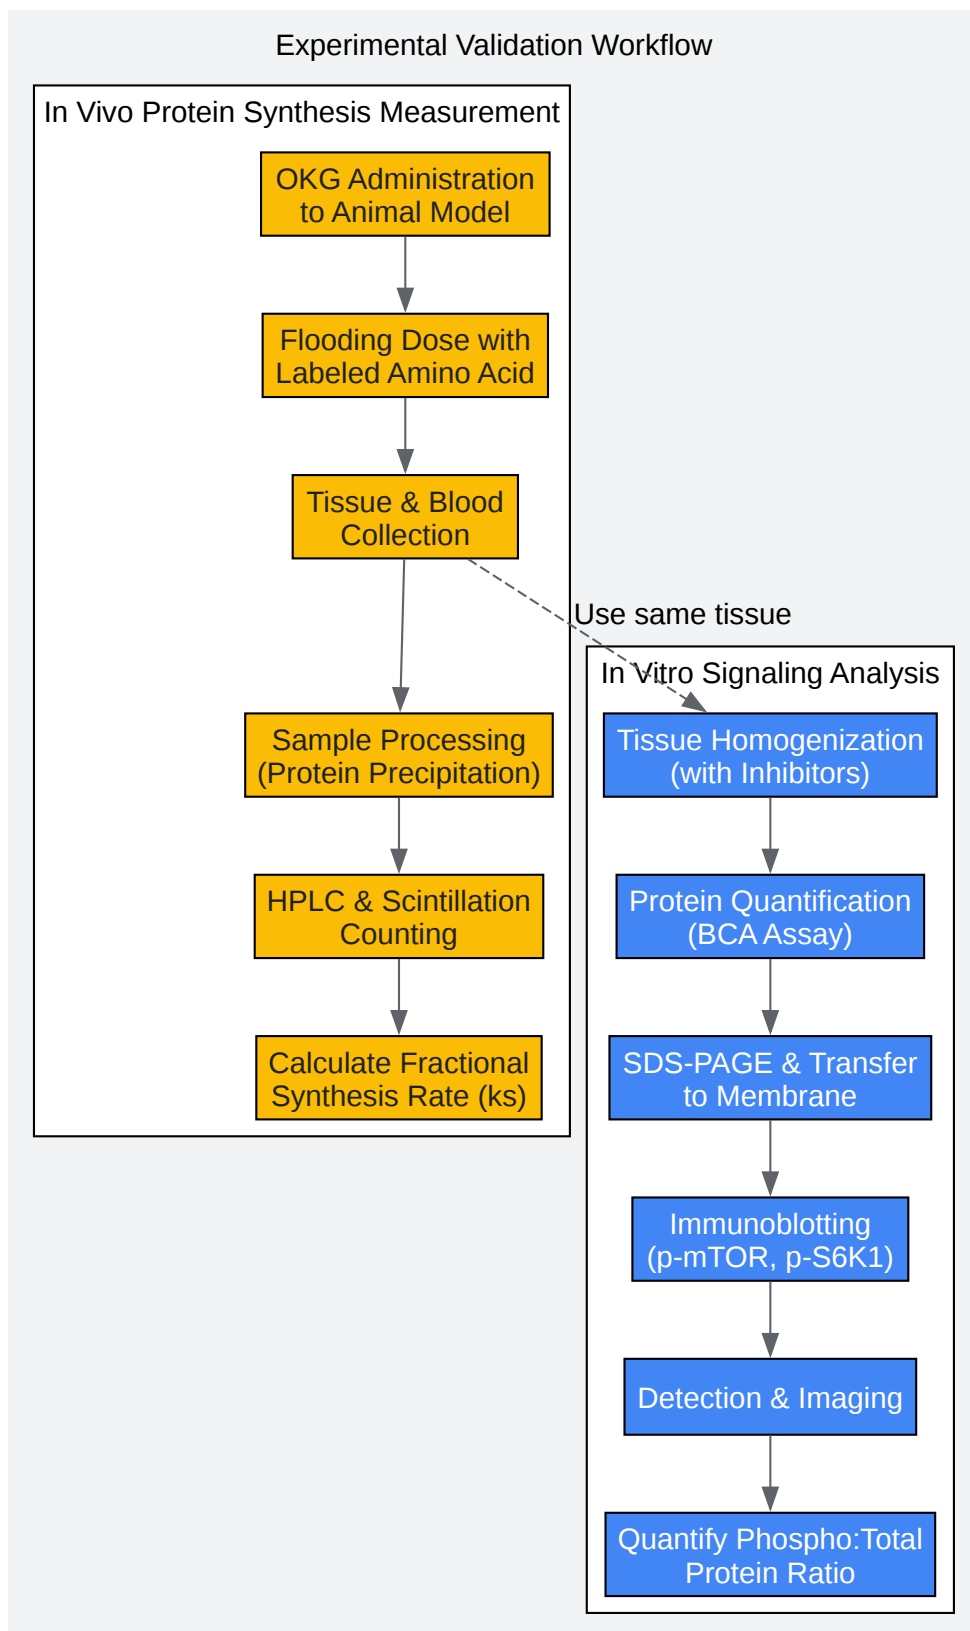 Experimental Validation Workflow
In Vivo Protein Synthesis Measurement
OKG Administration
to Animal Model
Flooding Dose with
Labeled Amino Acid
Tissue & Blood
Collection
Use same tissue
Sample Processing
(Protein Precipitation)
HPLC & Scintillation
Counting
Calculate Fractional
Synthesis Rate (ks)
In Vitro Signaling Analysis
Tissue Homogenization
(with Inhibitors)
Protein Quantification
(BCA Assay)
SDS-PAGE & Transfer
to Membrane
Immunoblotting
(p-mTOR, p-S6K1)
Detection & Imaging
Quantify Phospho:Total
Protein Ratio